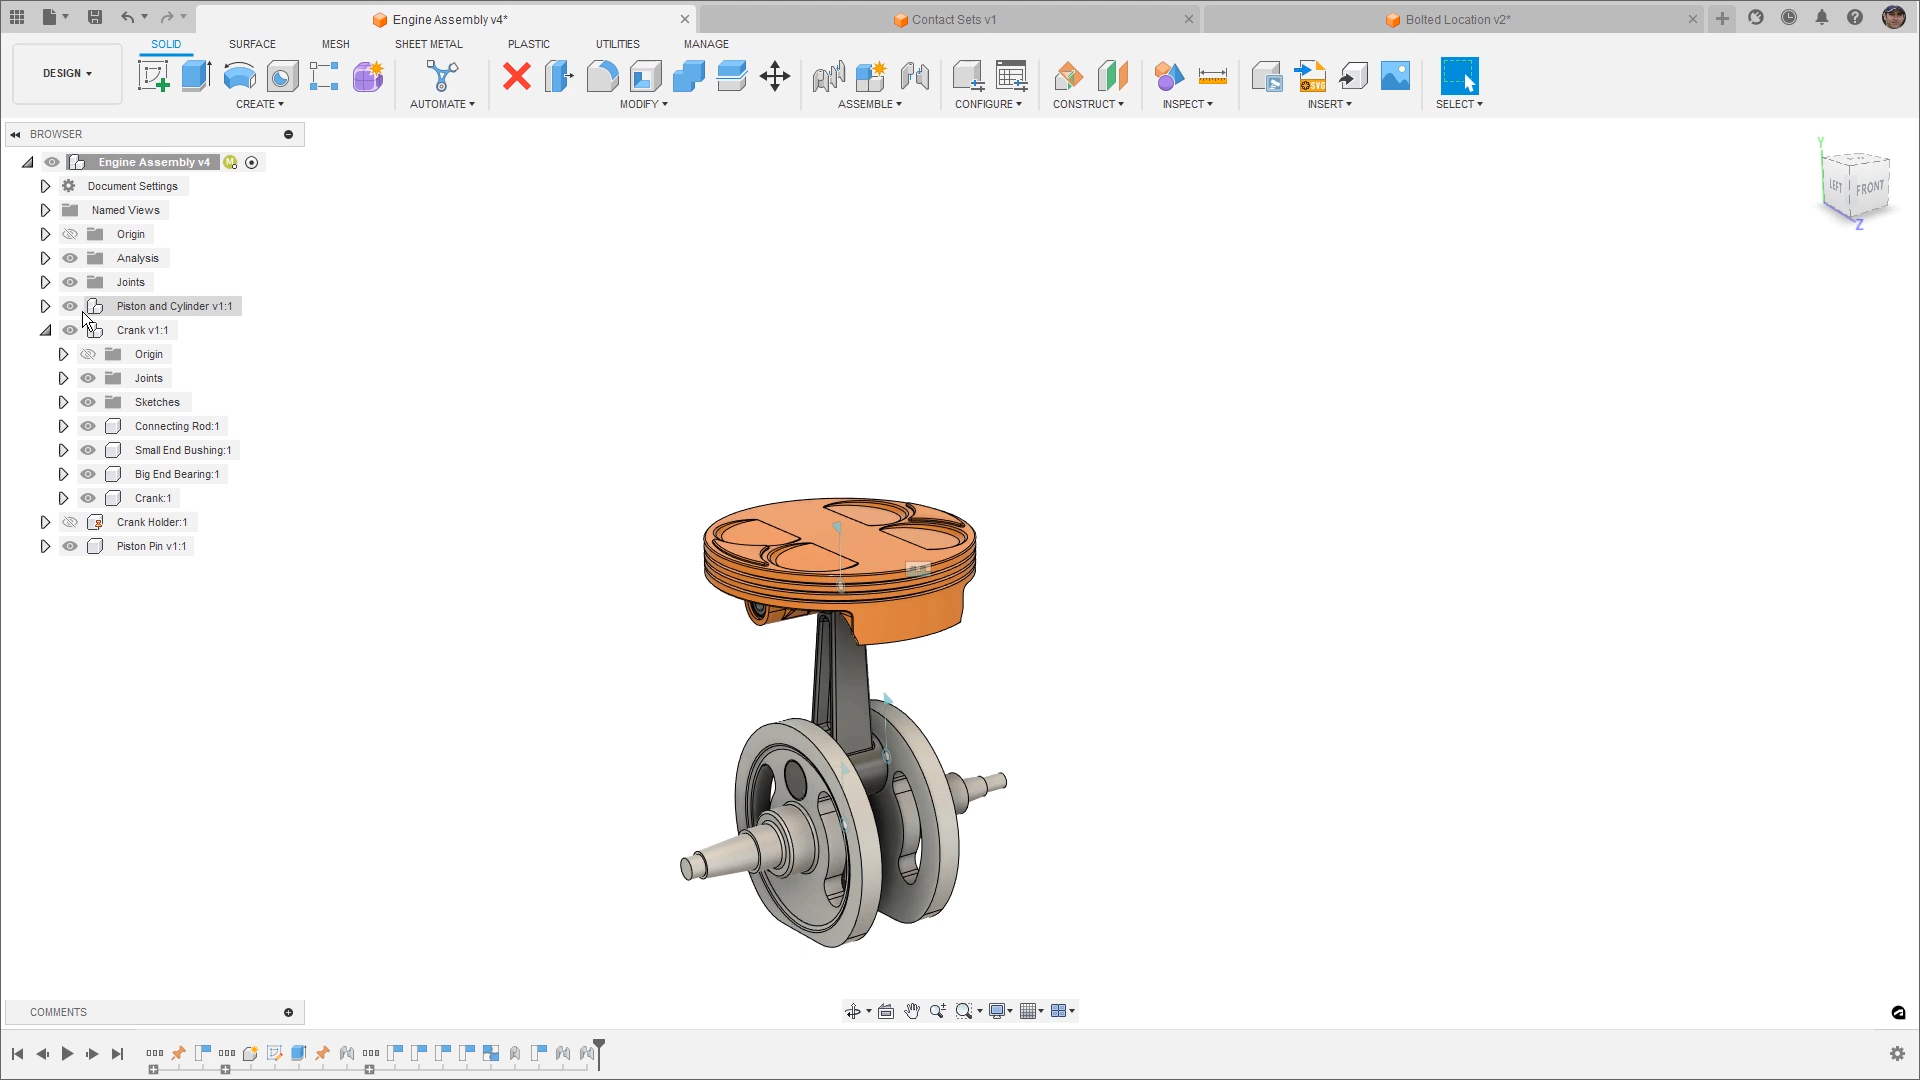 Engine Assembly v4*
Contact Sets v1
Bolted Location v2*
SOLID
SURFACE
MESH
SHEET METAL
PLASTIC
UTILITIES
MANAGE
DESIGN
CREATE
AUTOMATE
MODIFY
ASSEMBLE
CONFIGURE
CONSTRUCT
INSPECT
INSERT
SELECT
SVG
BROWSER
Engine Assembly v4
M
Document Settings
Named Views
Origin
Analysis
Joints
Piston and Cylinder v1:1
Crank v1:1
Origin
Joints
Sketches
Connecting Rod:1
Small End Bushing:1
Big End Bearing:1
Crank:1
Crank Holder:1
Piston Pin v1:1
Y
LEFT
FRONT
Z
COMMENTS